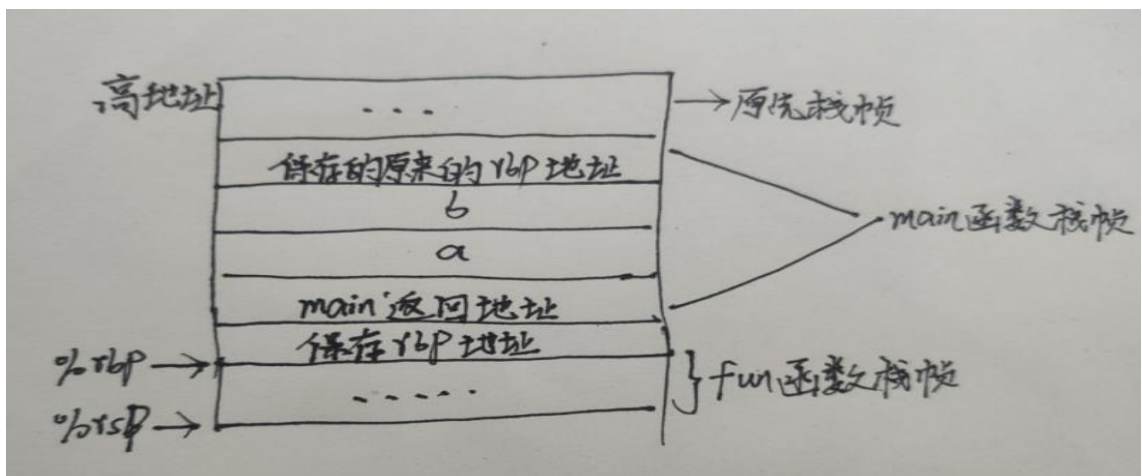 高地址
...
→原先栈帧
保存的原来的rbp地址
b
a
main函数栈帧
main返回地址
保存rbp地址
%rbp→
.....
fun函数栈帧
%rsp→